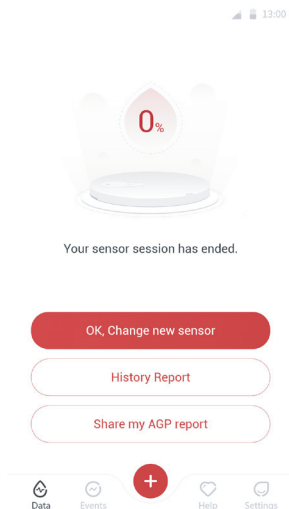 13:00
0%
Your sensor session has ended.
OK, Change new sensor
History Report
Share my AGP report
+
Data Events Help Settings